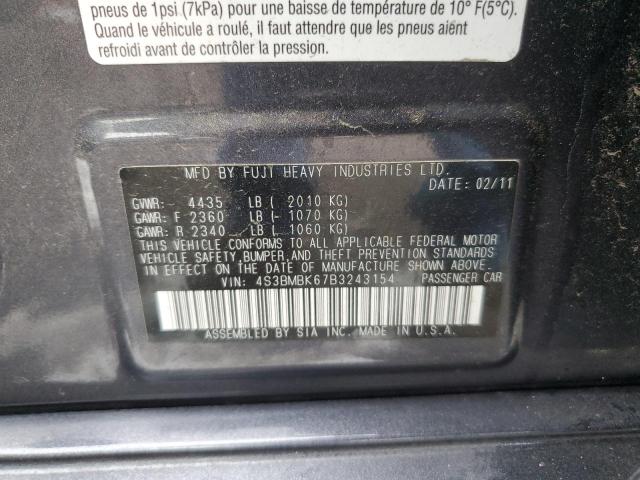 pneus de 1psi (7kPa) pour une baisse de température de 10° F(5°C).
Quand le véhicule a roulé, il faut attendre que les pneus aient
refroidi avant de contrôler la pression.
MFD BY FUJI HEAVY INDUSTRIES LTD.
DATE: 02/11
GVWR: 4435 LB ( 2010 KG)
GAWR: F 2360 LB (- 1070 KG)
GAWR: R 2340 LB ( 1060 KG)
THIS VEHICLE CONFORMS TO ALL APPLICABLE FEDERAL MOTOR
VEHICLE SAFETY, BUMPER, AND THEFT PREVENTION STANDARDS
IN EFFECT ON THE DATE OF MANUFACTURE SHOWN ABOVE.
VIN: 4S3BMBK67B3243154 PASSENGER CAR
ASSEMBLED BY SIA INC. MADE IN U.S.A.